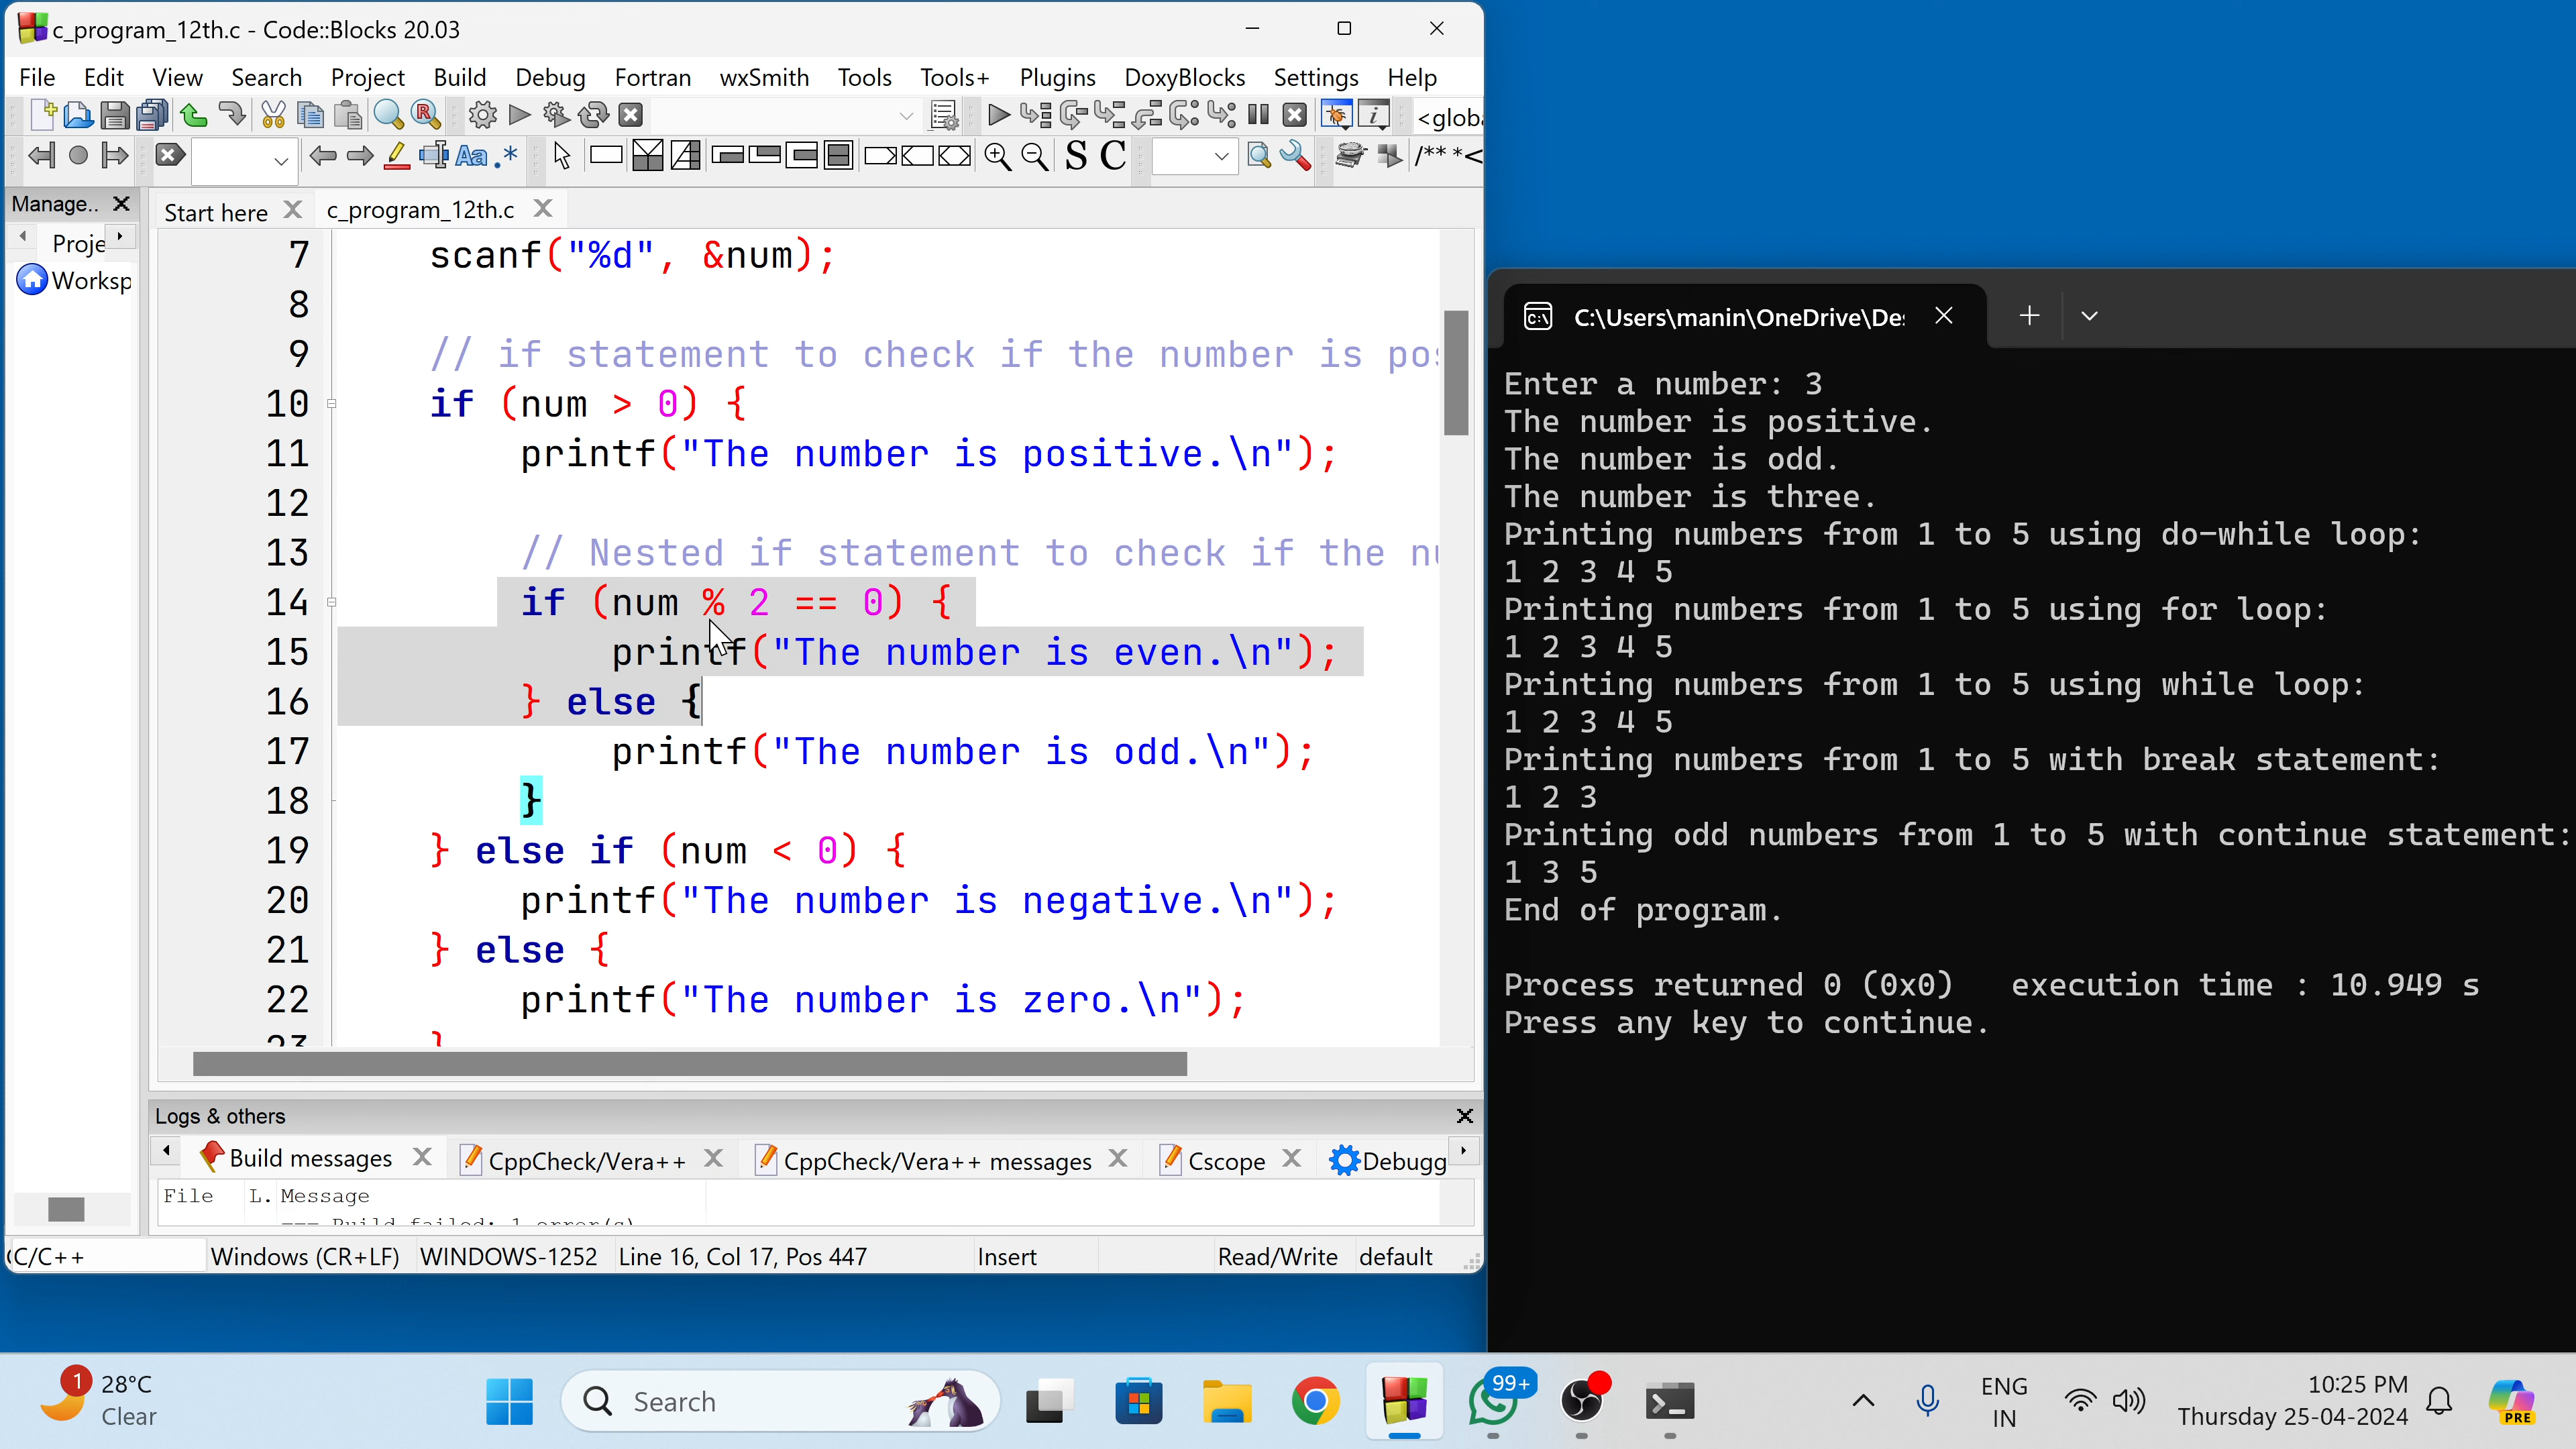 c_program_12th.c - Code::Blocks 20.03
File Edit View Search Project Build Debug Fortran wxSmith Tools Tools+ Plugins DoxyBlocks Settings Help
<globa
Aa .* S C /** *<
Manage..
Start here c_program_12th.c
Proje
Worksp
7 scanf("%d", &num);
8
9 // if statement to check if the number is pos
10 if (num > 0) {
11 printf("The number is positive.\n");
12
13 // Nested if statement to check if the nu
14 if (num % 2 == 0) {
15 printf("The number is even.\n");
16 } else {
17 printf("The number is odd.\n");
18 }
19 } else if (num < 0) {
20 printf("The number is negative.\n");
21 } else {
22 printf("The number is zero.\n");
23 }
Logs & others
Build messages CppCheck/Vera++ CppCheck/Vera++ messages Cscope Debugg
File L. Message
=== Build failed: 1 error(s)
C/C++ Windows (CR+LF) WINDOWS-1252 Line 16, Col 17, Pos 447 Insert Read/Write default
C:\Users\manin\OneDrive\Des
Enter a number: 3
The number is positive.
The number is odd.
The number is three.
Printing numbers from 1 to 5 using do-while loop:
1 2 3 4 5
Printing numbers from 1 to 5 using for loop:
1 2 3 4 5
Printing numbers from 1 to 5 using while loop:
1 2 3 4 5
Printing numbers from 1 to 5 with break statement:
1 2 3
Printing odd numbers from 1 to 5 with continue statement:
1 3 5
End of program.
Process returned 0 (0x0) execution time : 10.949 s
Press any key to continue.
1 28°C
Clear
Search
99+
ENG
IN
10:25 PM
Thursday 25-04-2024
PRE